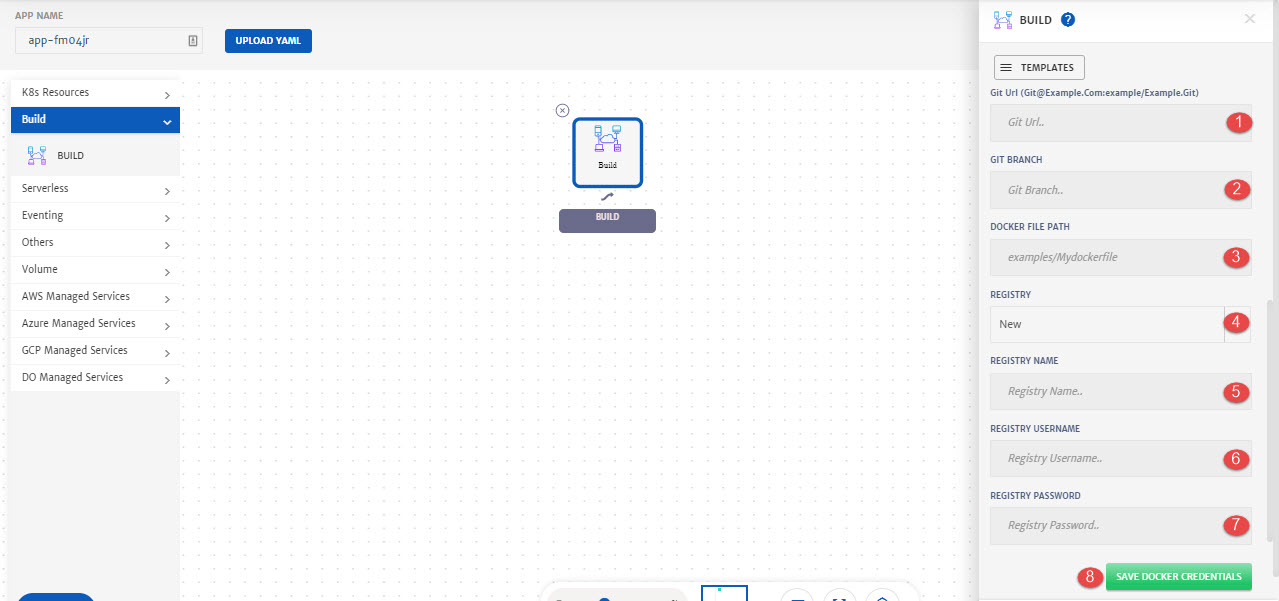 APP NAME
app-fm04jr
UPLOAD YAML
K8s Resources
Build
BUILD
Serverless
Eventing
Others
Volume
AWS Managed Services
Azure Managed Services
GCP Managed Services
DO Managed Services
Build
BUILD
BUILD ?
TEMPLATES
Git Url (Git@Example.Com:example/Example.Git)
Git Url.. 1
GIT BRANCH
Git Branch.. 2
DOCKER FILE PATH
examples/Mydockerfile 3
REGISTRY
New 4
REGISTRY NAME
Registry Name.. 5
REGISTRY USERNAME
Registry Username.. 6
REGISTRY PASSWORD
Registry Password.. 7
8 SAVE DOCKER CREDENTIALS